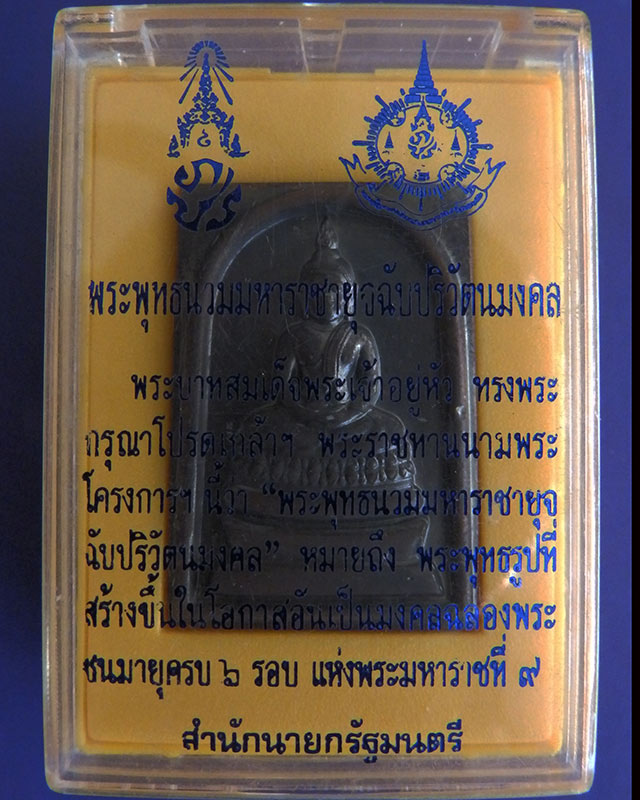 พระพุทธนวมมหาราชายุจฉับปริวัตนมงคล
พระบาทสมเด็จพระเจ้าอยู่หัว ทรงพระ
กรุณาโปรดเกล้าฯ พระราชทานนามพระ
โครงการฯ นี้ว่า “พระพุทธนวมมหาราชายุจ
ฉับปริวัตนมงคล” หมายถึง พระพุทธรูปที่
สร้างขึ้นในโอกาสอันเป็นมงคลฉลองพระ
ชนมายุครบ ๖ รอบ แห่งพระมหาราชที่ ๙
สำนักนายกรัฐมนตรี